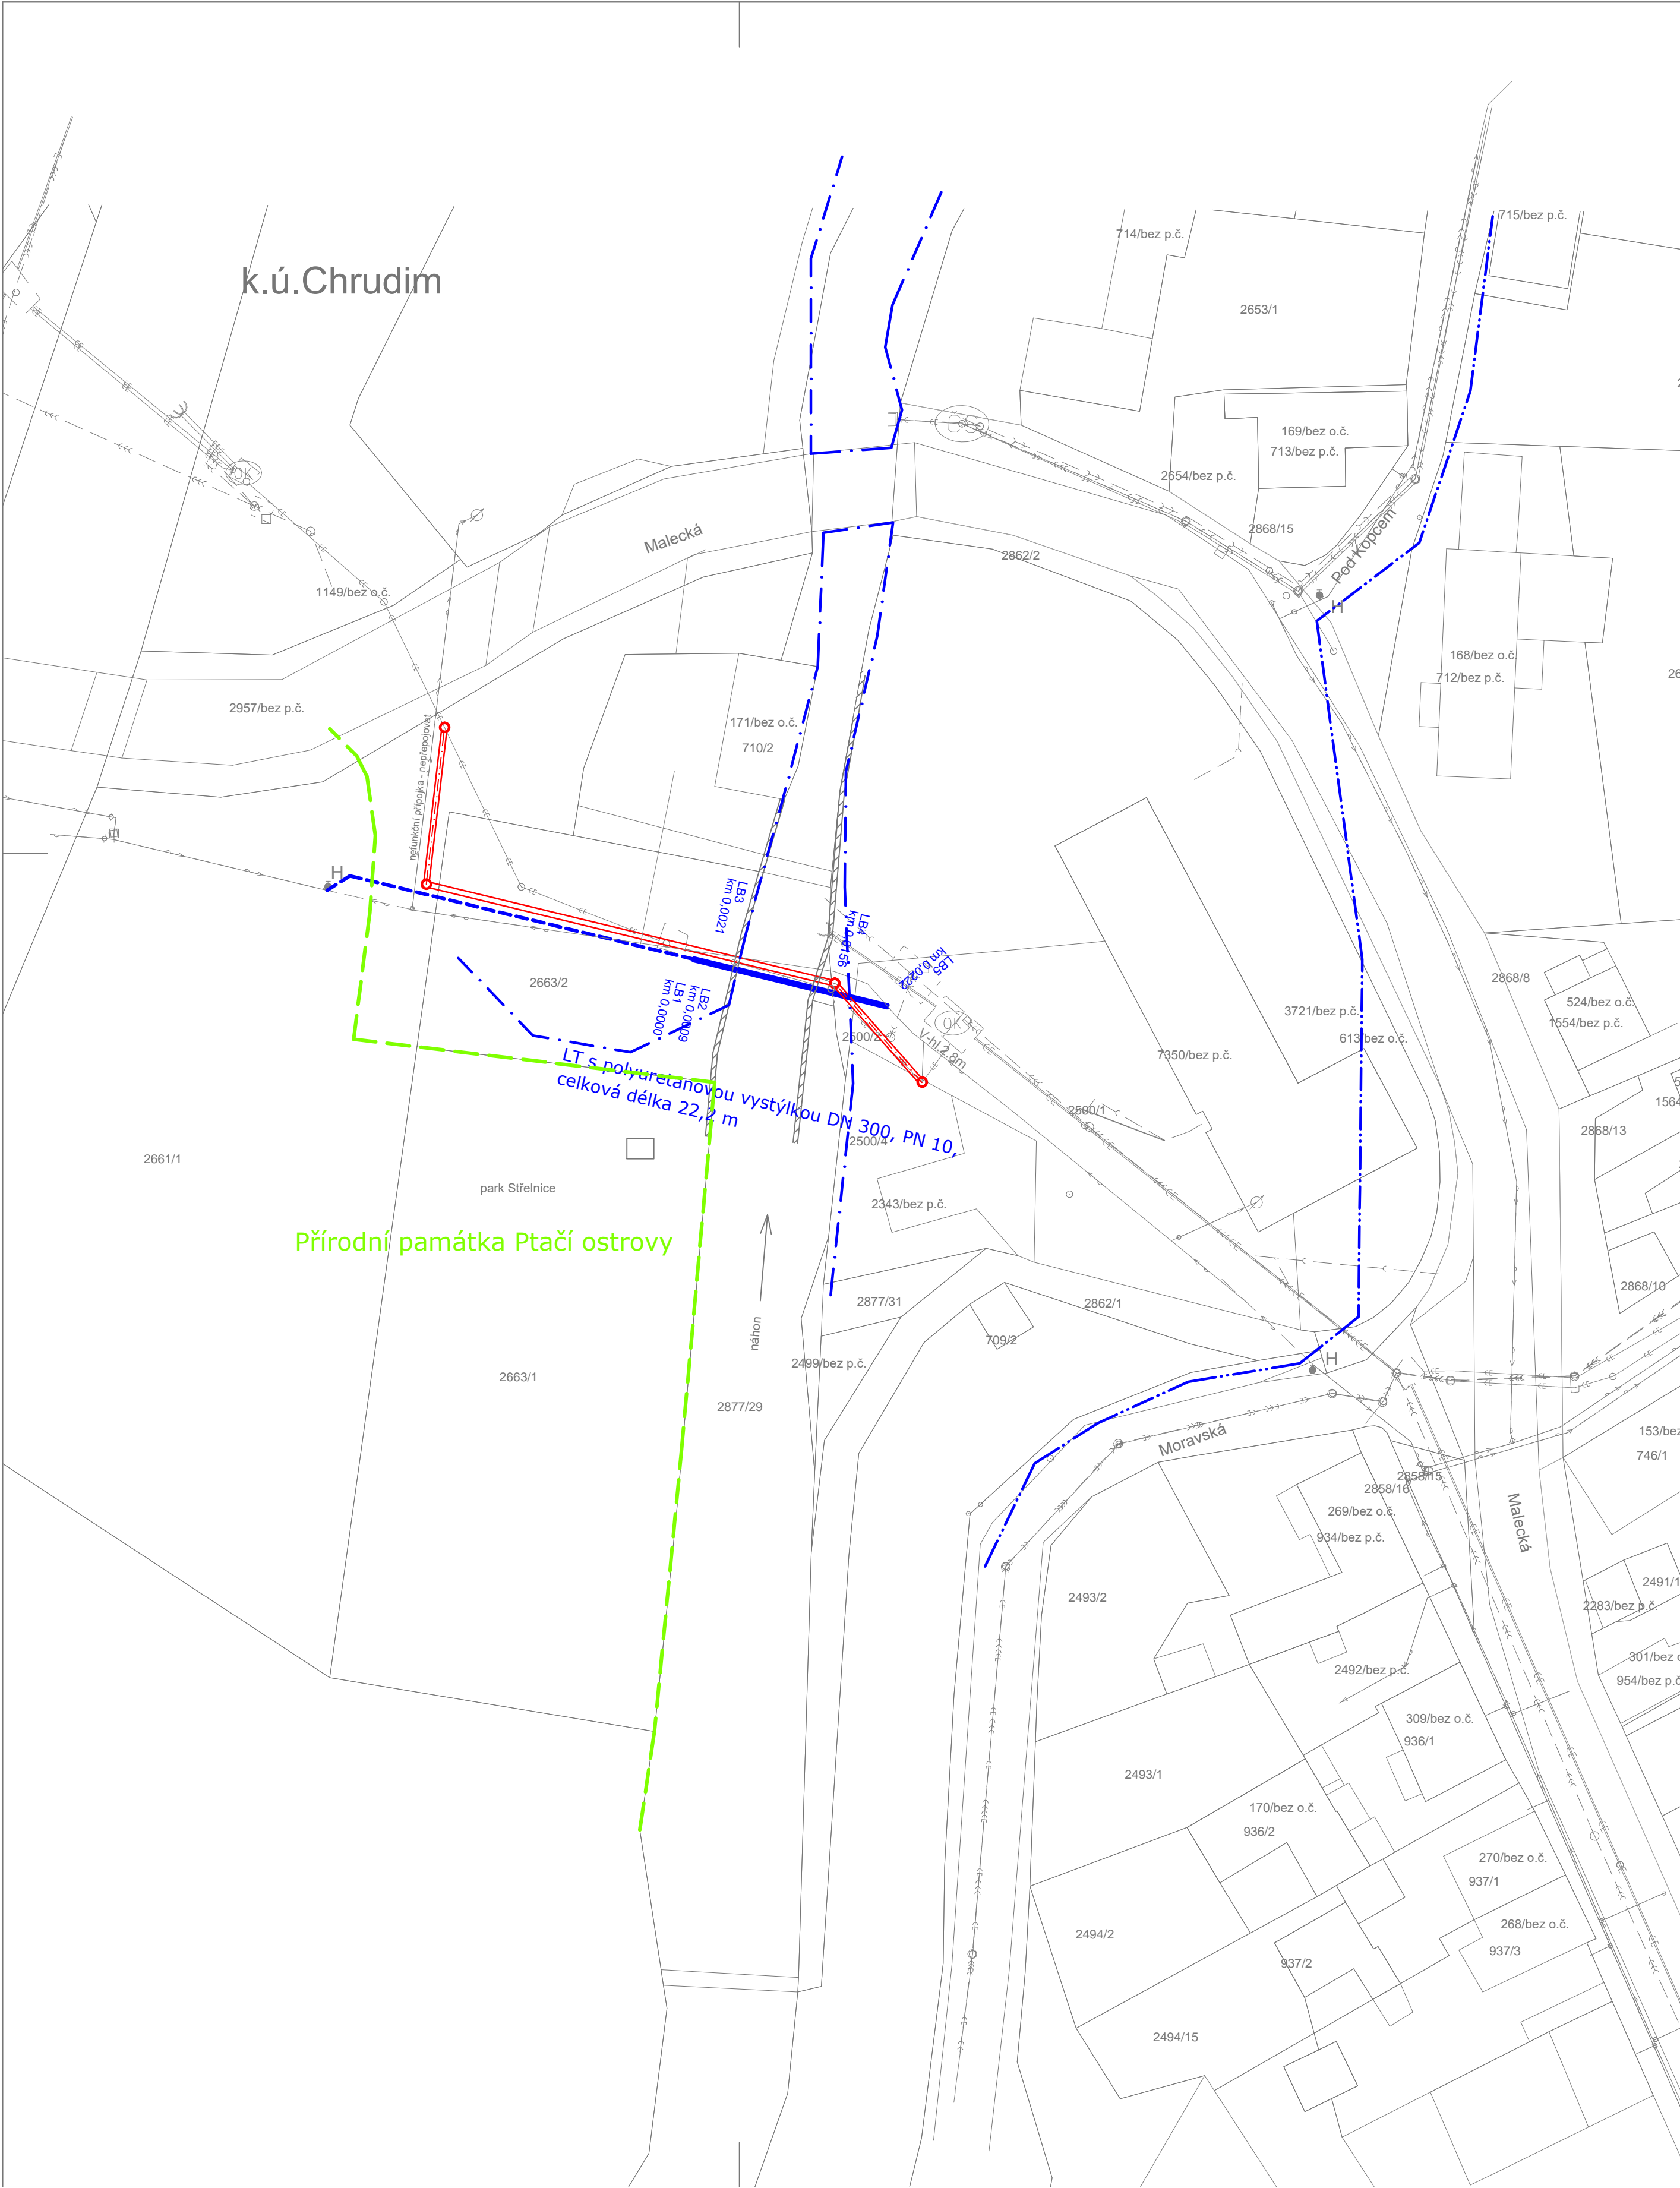 k.ú.Chrudim
715/bez p.č.
714/bez p.č.
2653/1
169/bez o.č.
713/bez p.č.
2654/bez p.č.
2868/15
Pod Kopcem
H
Malecká
2862/2
1149/bez o.č.
168/bez o.č.
712/bez p.č.
2957/bez p.č.
171/bez o.č.
710/2
nefunkční přípojka - nepřepojovat
H
LB3
km 0,0021
LB4
km 0,0156
LB5
km 0,0222
2663/2
LB2
km 0,0009
LB1
km 0,0000
2500/2
V-hl.2.8m
2868/8
524/bez o.č.
1554/bez p.č.
3721/bez p.č.
613/bez o.č.
7350/bez p.č.
LT s polyuretanovou vystýlkou DN 300, PN 10,
celková délka 22,2 m
2500/1
2500/4
2868/13
2661/1
park Střelnice
2343/bez p.č.
Přírodní památka Ptačí ostrovy
2868/10
2877/31
2862/1
náhon
709/2
2499/bez p.č.
H
2663/1
2877/29
Moravská
153/bez
746/1
2858/15
2858/16
269/bez o.č.
934/bez p.č.
Malecká
2493/2
2491/1
2283/bez p.č.
2492/bez p.č.
301/bez
954/bez p.č
309/bez o.č.
936/1
2493/1
170/bez o.č.
936/2
270/bez o.č.
937/1
268/bez o.č.
937/3
2494/2
937/2
2494/15